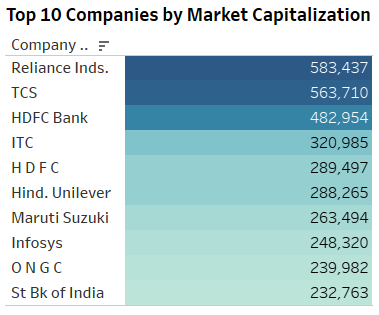 Top 10 Companies by Market Capitalization
Company ..
Reliance Inds. 583,437
TCS 563,710
HDFC Bank 482,954
ITC 320,985
H D F C 289,497
Hind. Unilever 288,265
Maruti Suzuki 263,494
Infosys 248,320
O N G C 239,982
St Bk of India 232,763